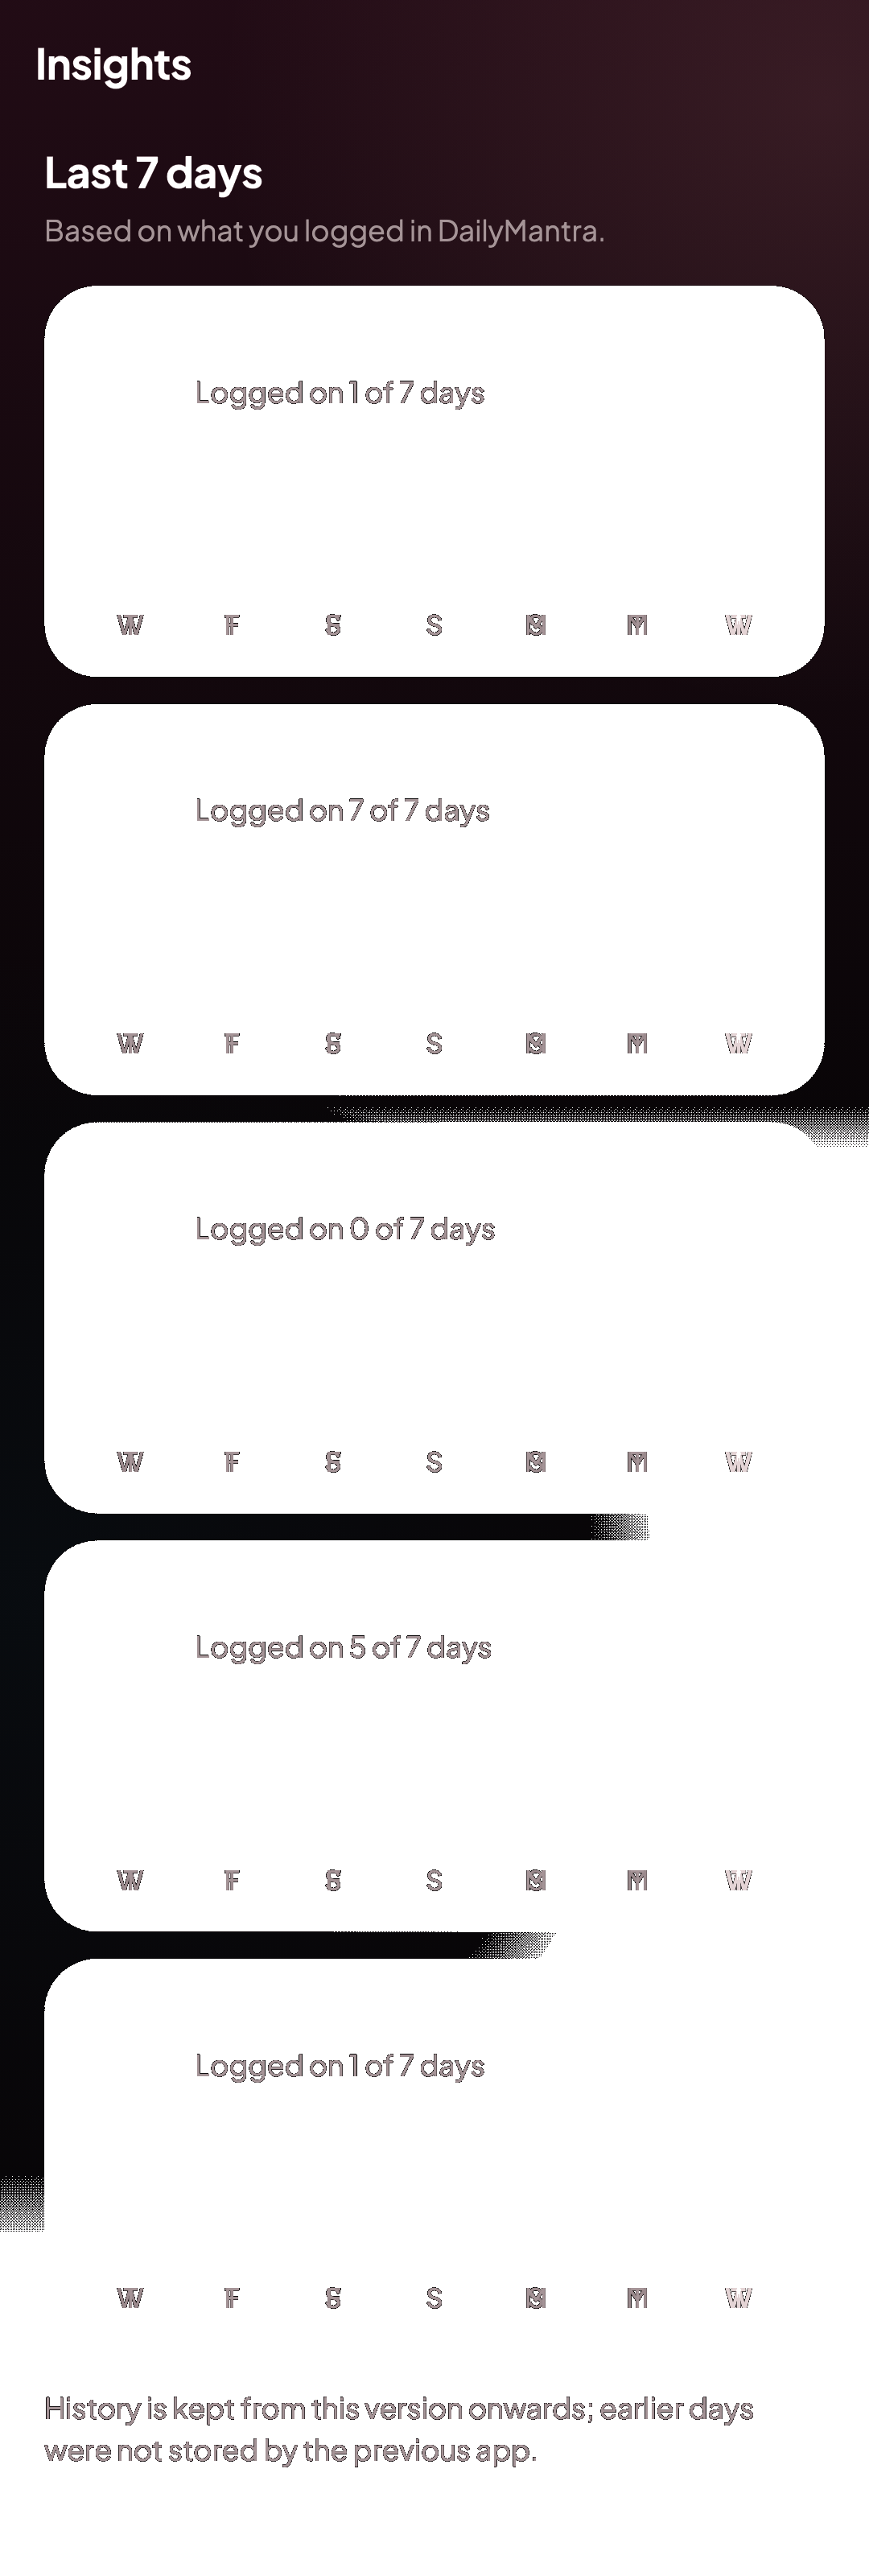 Insights
Last 7 days
Based on what you logged in DailyMantra.
Logged on 1 of 7 days
S
Logged on 7 of 7 days
S
Logged on 0 of 7 days
S
Logged on 5 of 7 days
S
Logged on 1 of 7 days
S
History is kept from this version onwards; earlier days
were not stored by the previous app.